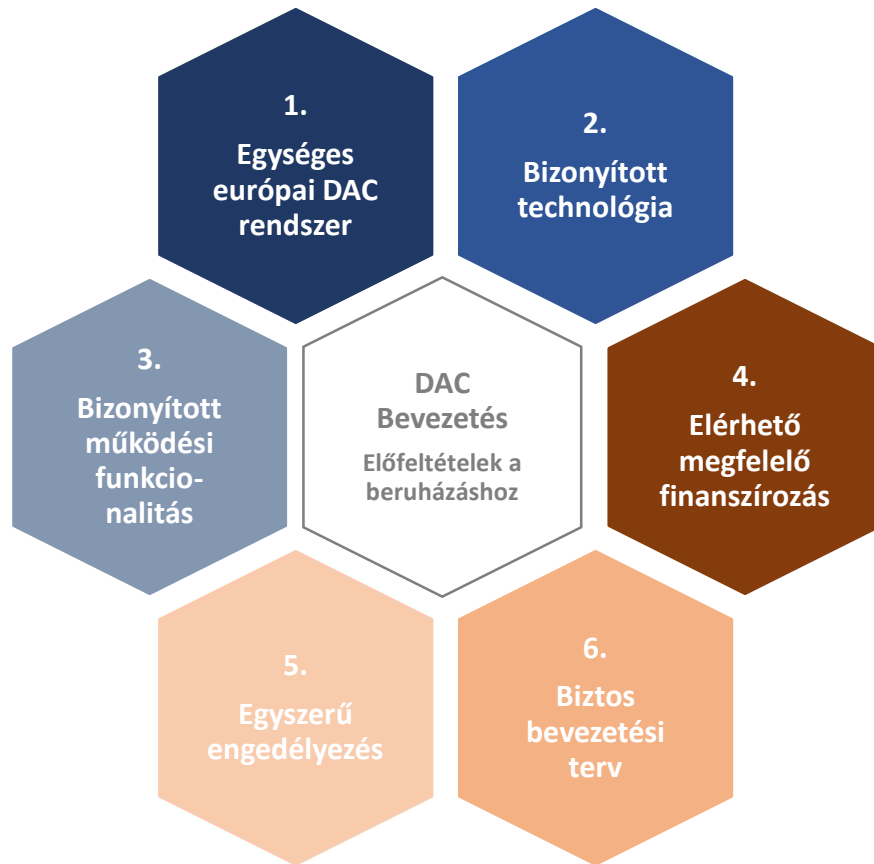 1.
Egységes
európai DAC
rendszer
2.
Bizonyított
technológia
3.
Bizonyított
működési
funkcio-
nalitás
DAC
Bevezetés
Előfeltételek a
beruházáshoz
4.
Elérhető
megfelelő
finanszírozás
5.
Egyszerű
engedélyezés
6.
Biztos
bevezetési
terv